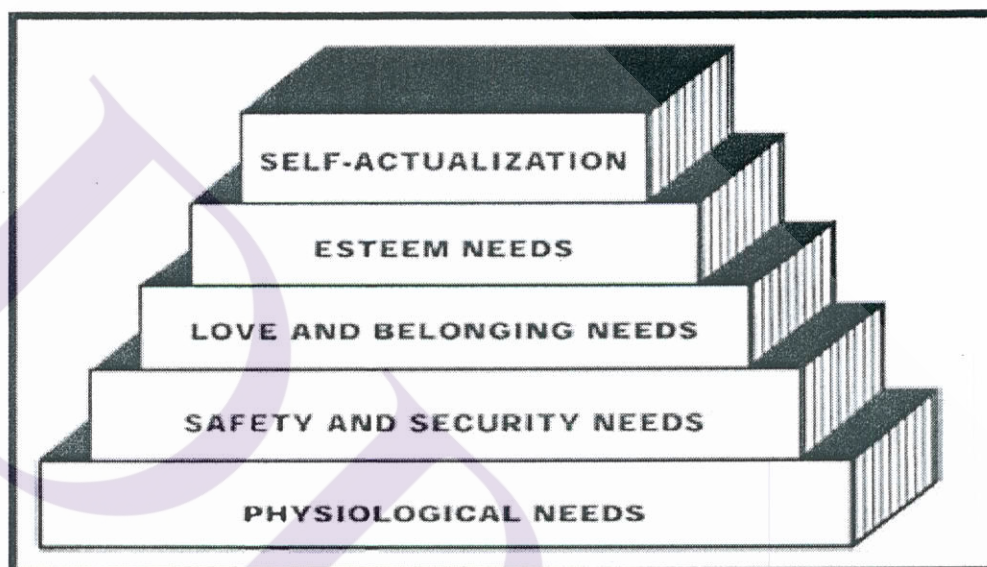 SELF-ACTUALIZATION
ESTEEM NEEDS
LOVE AND BELONGING NEEDS
SAFETY AND SECURITY NEEDS
PHYSIOLOGICAL NEEDS